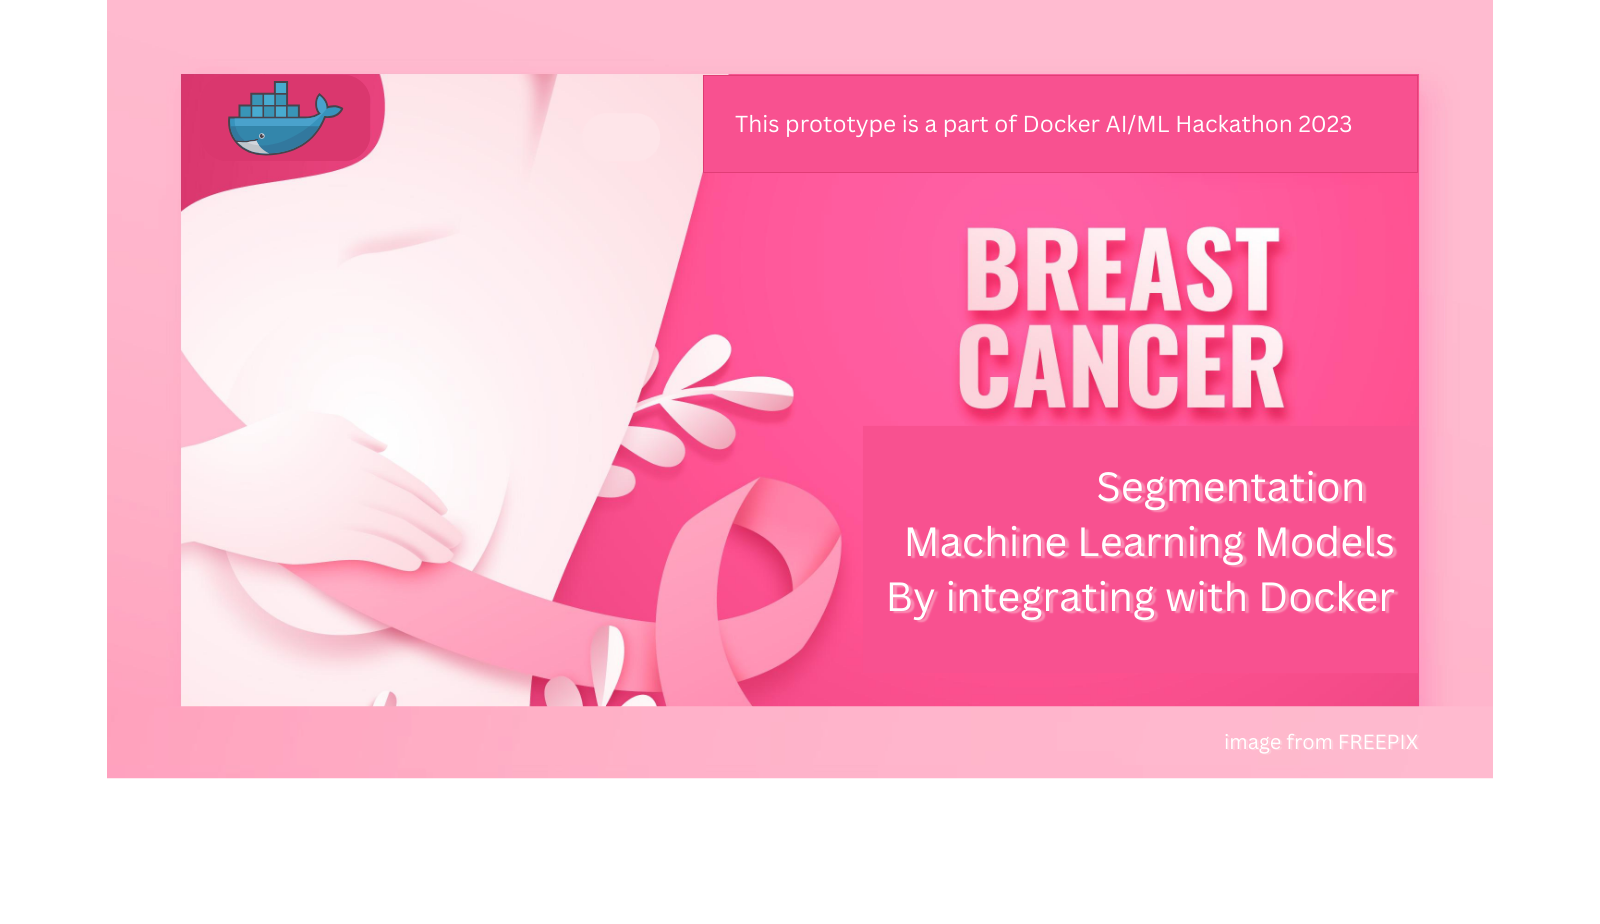 This prototype is a part of Docker AI/ML Hackathon 2023
BREAST
CANCER
Segmentation
Machine Learning Models
By integrating with Docker
image from FREEPIX